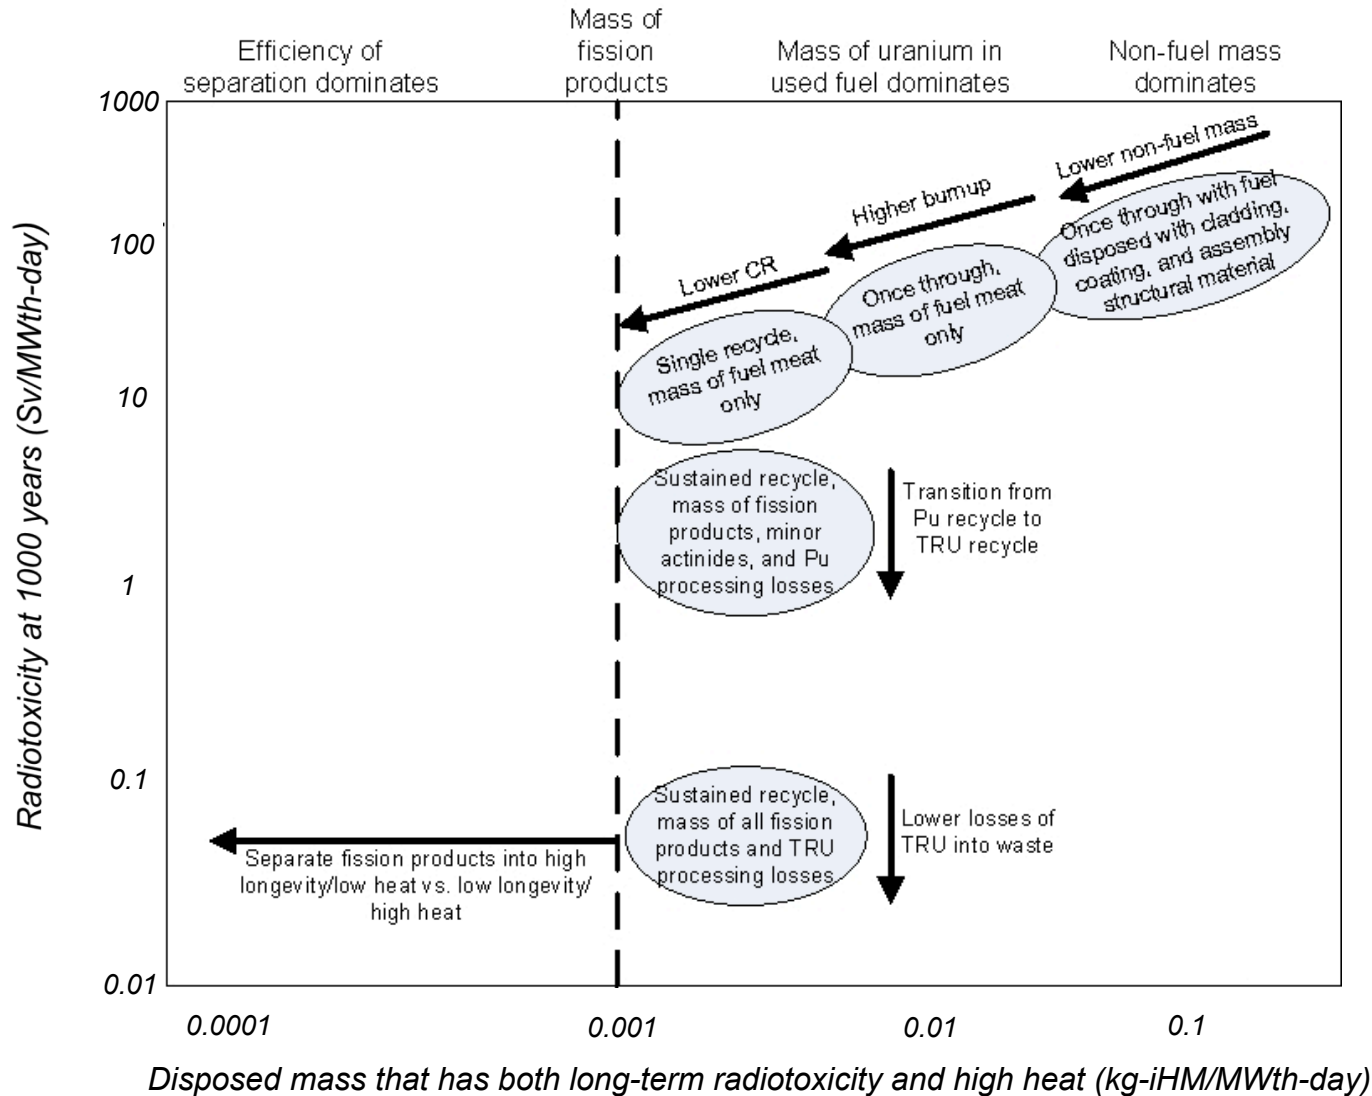 Efficiency of
separation dominates
Mass of
fission
products
Mass of uranium in
used fuel dominates
Non-fuel mass
dominates
1000
100
10
1
0.1
0.01
Radiotoxicity at 1000 years (Sv/MWth-day)
Lower non-fuel mass
Higher burnup
Lower CR
Once through with fuel
disposed with cladding,
coating, and assembly
structural material
Once through,
mass of fuel meat
only
Single recycle,
mass of fuel meat
only
Sustained recycle,
mass of fission
products, minor
actinides, and Pu
processing losses
Transition from
Pu recycle to
TRU recycle
Sustained recycle,
mass of all fission
products and TRU
processing losses
Lower losses of
TRU into waste
Separate fission products into high
longevity/low heat vs. low longevity/
high heat
0.0001
0.001
0.01
0.1
Disposed mass that has both long-term radiotoxicity and high heat (kg-iHM/MWth-day)